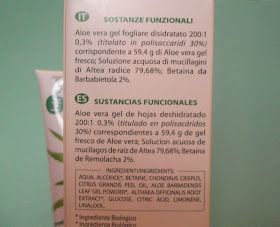 IT SOSTANZE FUNZIONALI
Aloe vera gel fogliare disidratato 200:1
0,3% (titolato in polisaccaridi 30%)
corrispondente a 59,4 g di Aloe vera gel
fresco; Soluzione acquosa di mucillagini
di Altea radice 79,68%; Betaina da
Barbabietola 2%.
ES SUSTANCIAS FUNCIONALES
Aloe vera gel de hojas deshidratado
200:1 0,3% (titulado en polisacáridos
30%) correspondientes a 59,4 g de gel
de Aloe vera fresco; Solucion acuosa de
mucilagos de raiz de Altea 79,68%; Betaina
de Remolacha 2%.
INGREDIENTI/INGREDIENTS:
AQUA, ALCOHOL*, BETAINE, CHONDRUS CRISPUS,
CITRUS GRANDIS PEEL OIL, ALOE BARBADENSIS
LEAF GEL POWDER*, ALTHAEA OFFICINALIS ROOT
EXTRACT*, GLUCOSE, CITRIC ACID, LIMONENE,
LINALOOL.
* Ingrediente Biologico